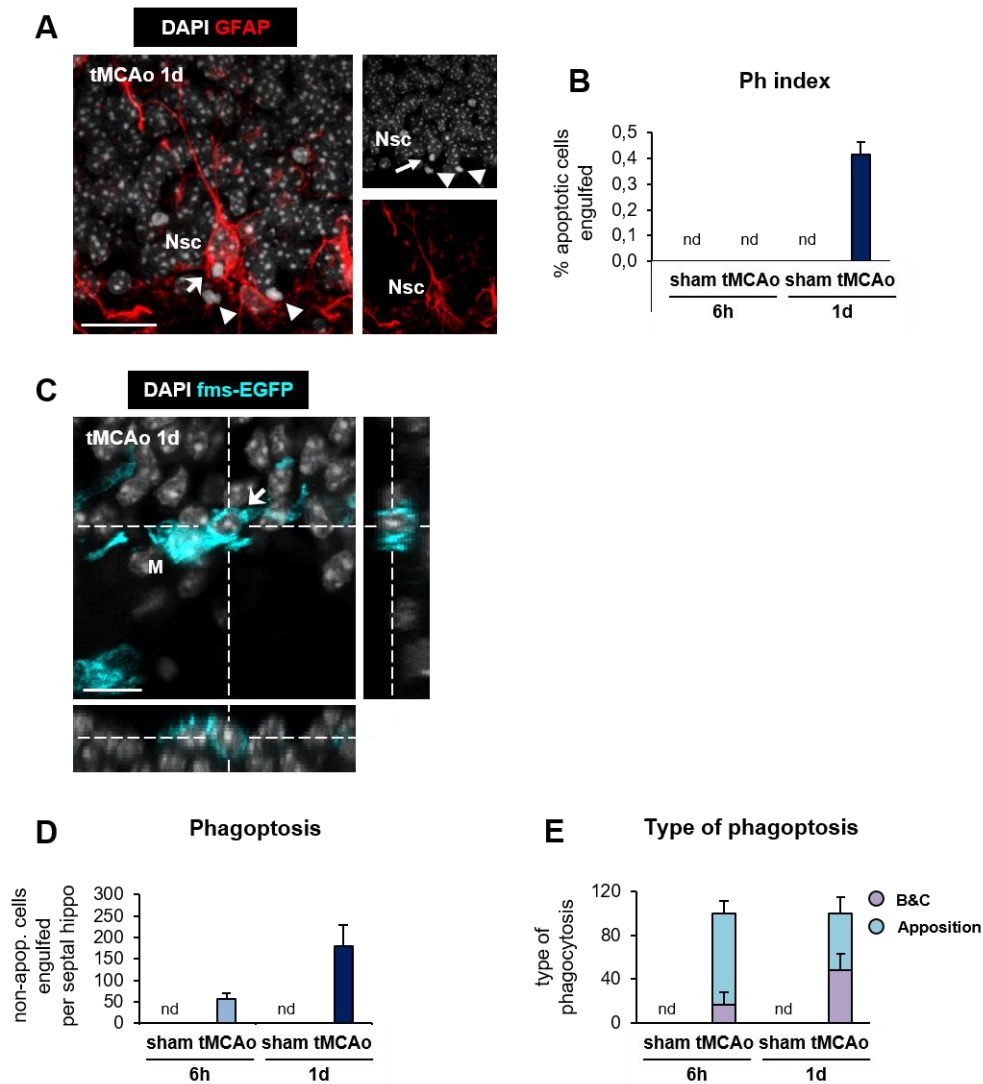 A
DAPI GFAP
tMCAo 1d
Nsc
Nsc
Nsc
B
Ph index
% apoptotic cells
engulfed
0,5
0,4
0,3
0,2
0,1
0,0
nd
nd
nd
sham tMCAo sham tMCAo
6h
1d
C
DAPI fms-EGFP
tMCAo 1d
M
D
Phagoptosis
non-apop. cells
engulfed
per septal hippo
300
250
200
150
100
50
0
nd
nd
sham tMCAo sham tMCAo
6h
1d
E
Type of phagoptosis
type of
phagocytosis
120
80
40
0
nd
nd
sham tMCAo sham tMCAo
6h
1d
B&C
Apposition